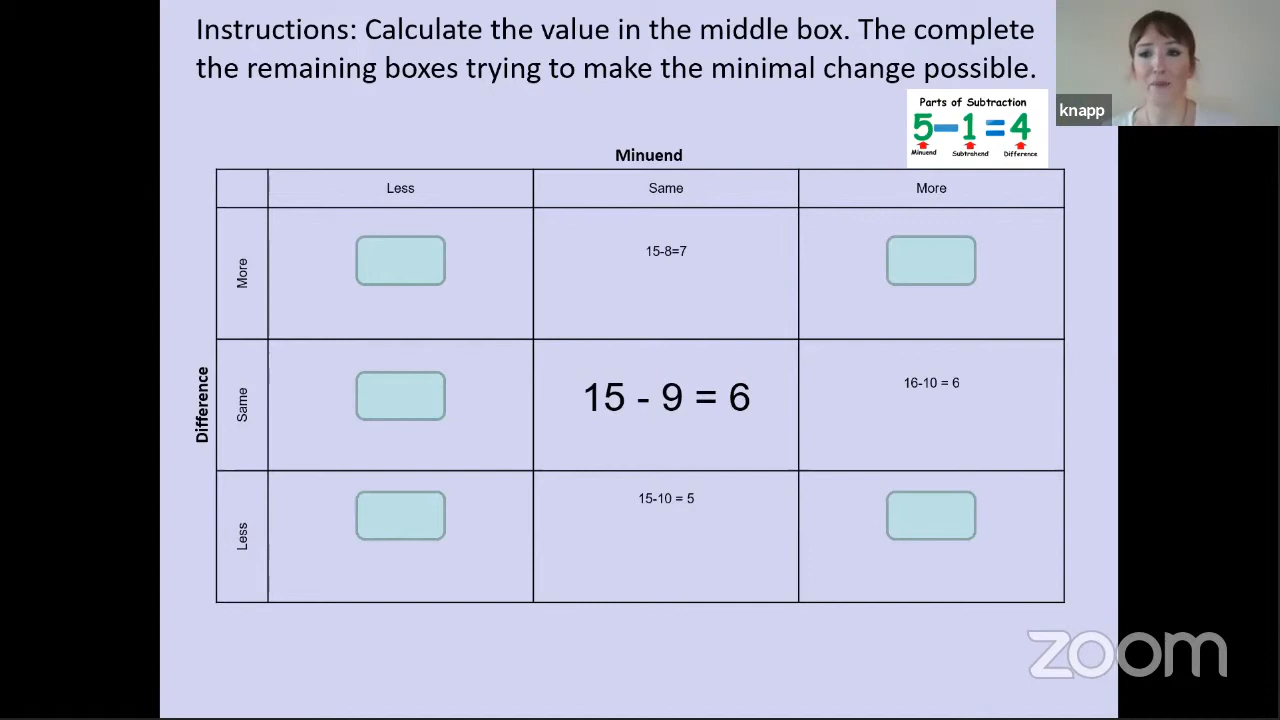 Instructions: Calculate the value in the middle box. The complete
the remaining boxes trying to make the minimal change possible.
knapp
Parts of Subtraction
5-1=4
Minuend Subtrahend Difference
Minuend
Less Same More
More
15-8=7
Difference
Same
15 - 9 = 6
16-10 = 6
Less
15-10 = 5
zoom